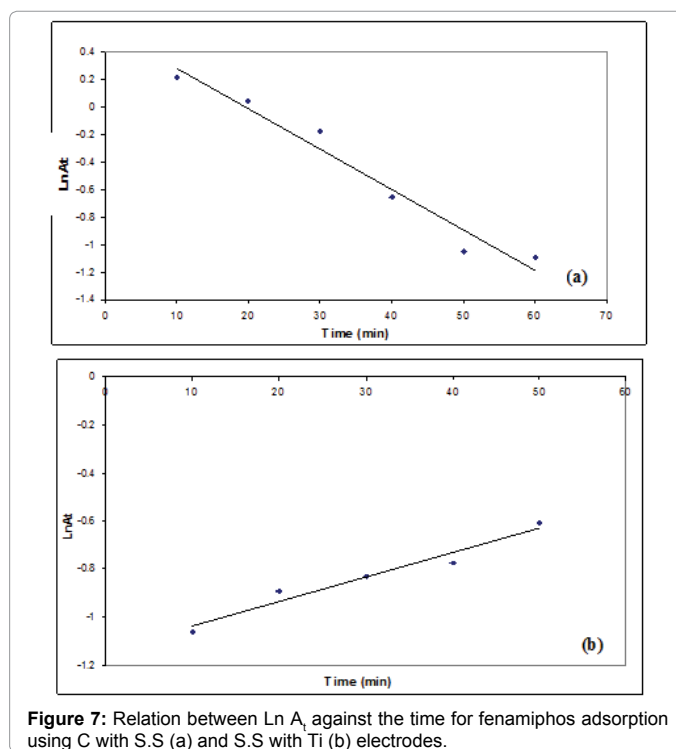 0.4
0.2
0
-0.2
-0.4
-0.6
-0.8
-1
-1.2
-1.4
LnAt
0 10 20 30 40 50 60 70
Time (min)
(a)
0
-0.2
-0.4
-0.6
-0.8
-1
-1.2
LnAt
0 10 20 30 40 50 60
Time (min)
(b)
Figure 7: Relation between Ln At against the time for fenamiphos adsorption
using C with S.S (a) and S.S with Ti (b) electrodes.